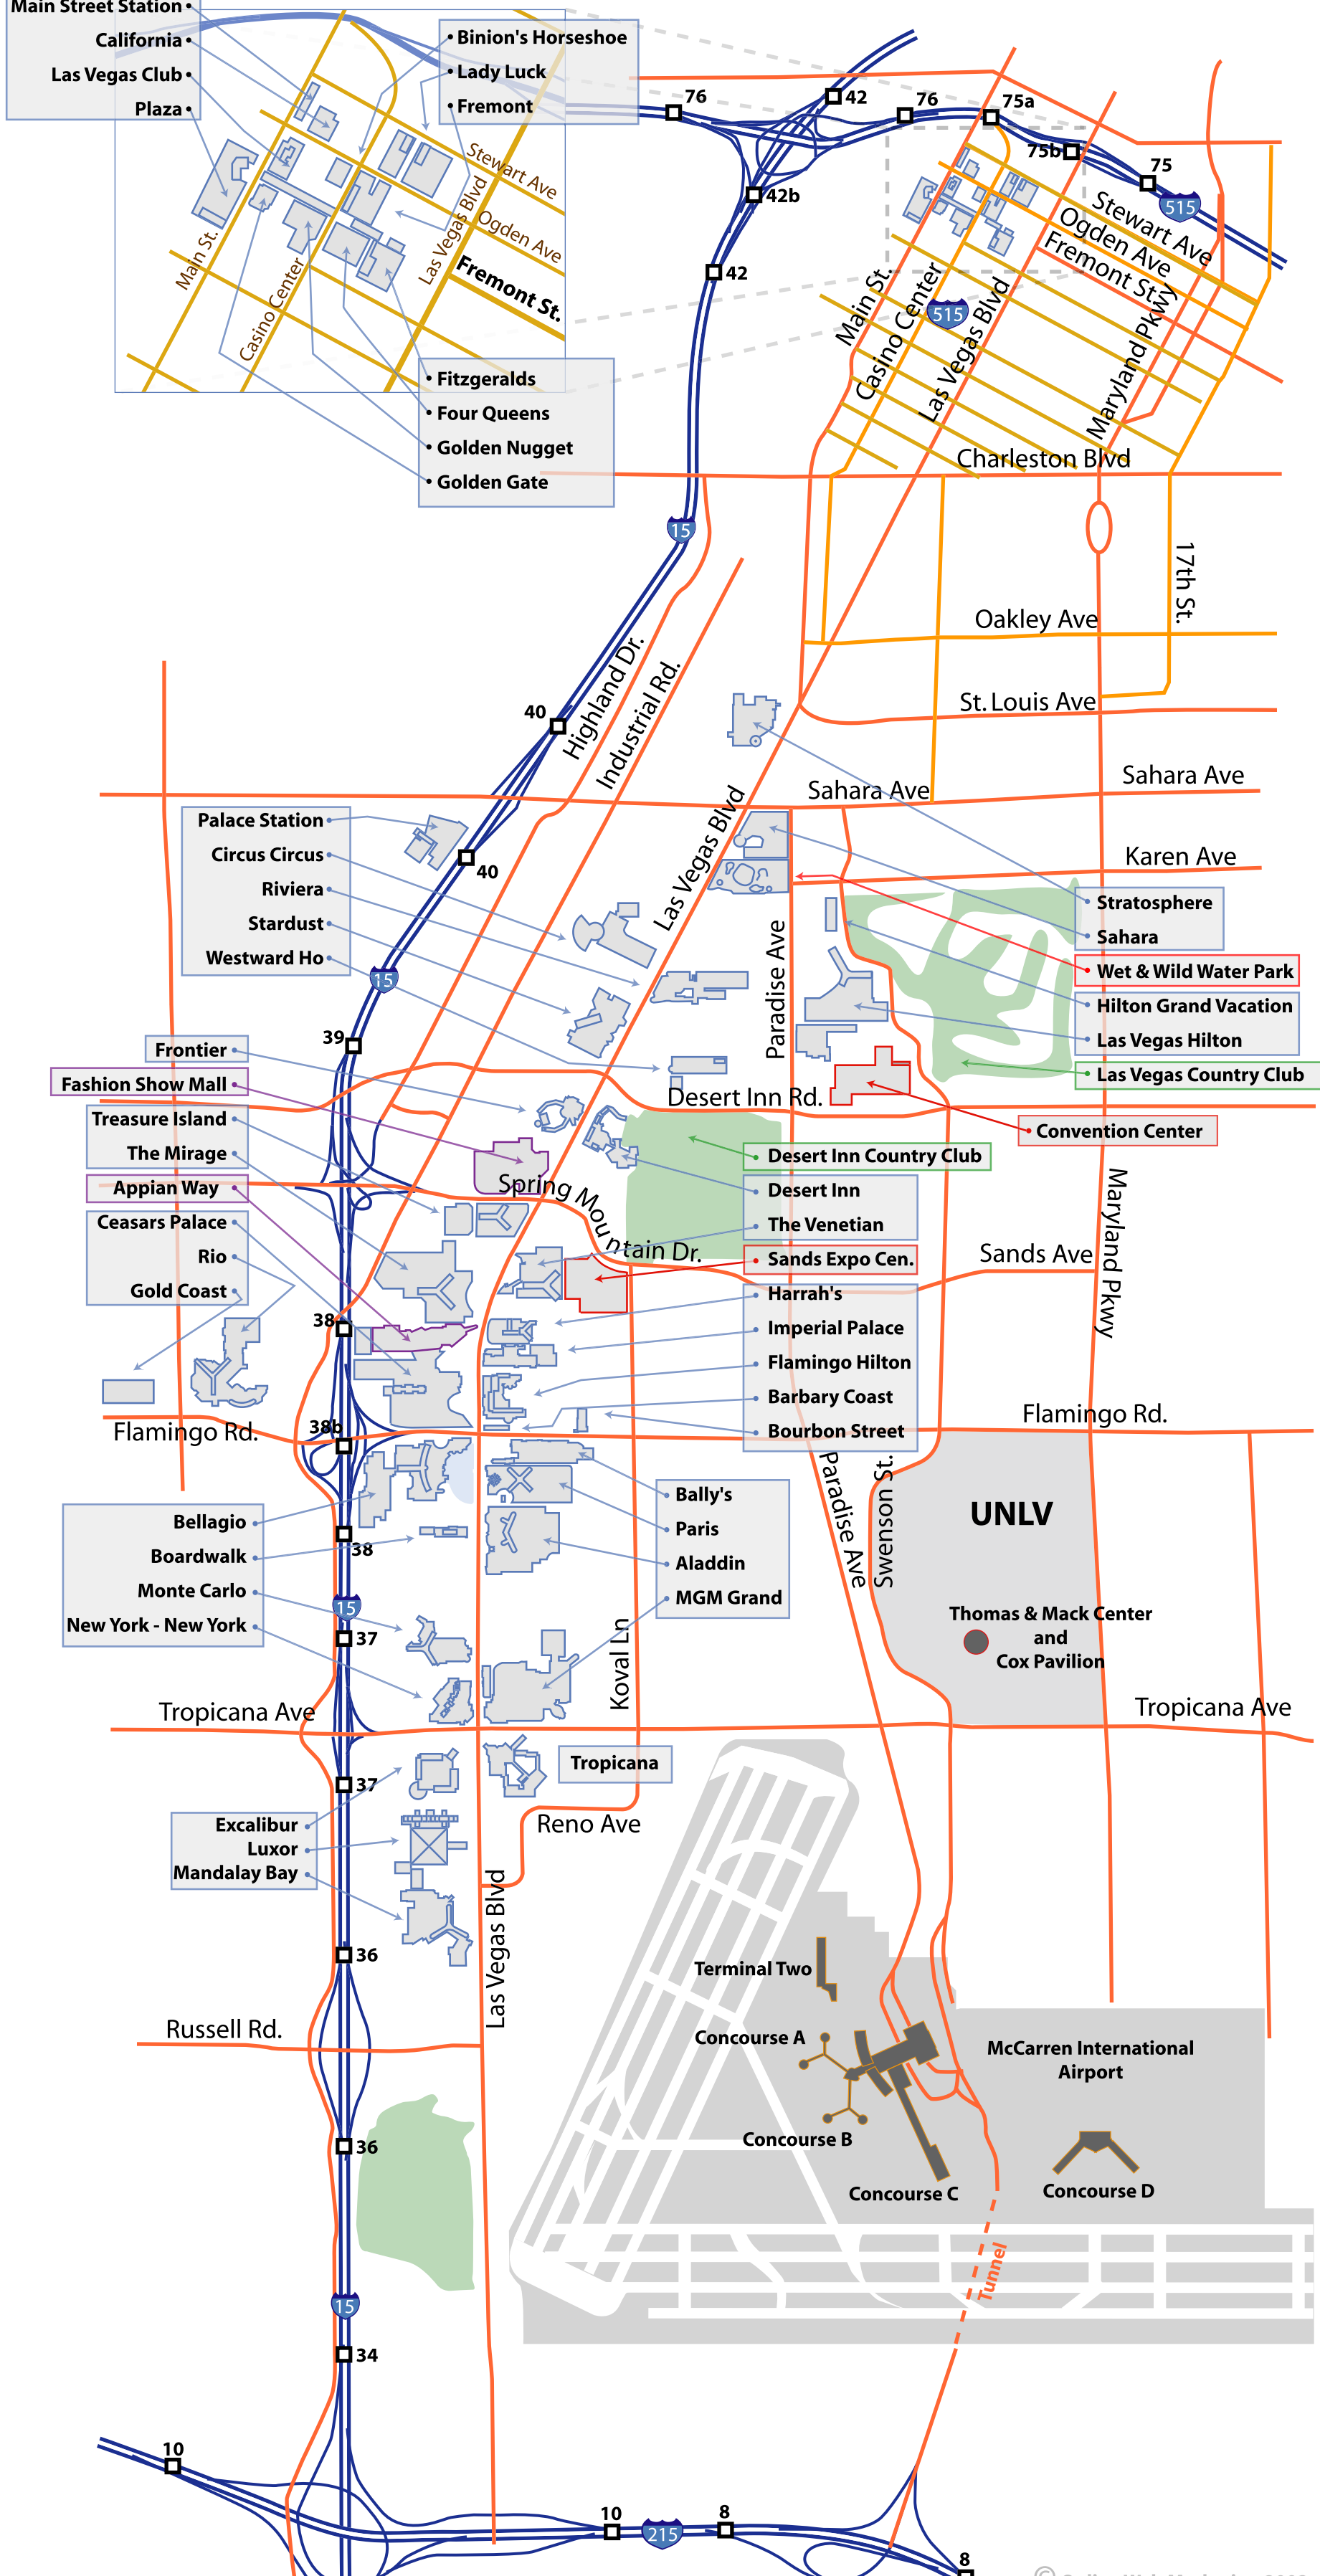 Main Street Station
California
Las Vegas Club
Plaza
Binion's Horseshoe
Lady Luck
Fremont
Stewart Ave
Ogden Ave
Las Vegas Blvd
Fremont St.
Main St.
Casino Center
Fitzgeralds
Four Queens
Golden Nugget
Golden Gate
76
42
76
75a
75b
75
515
42b
42
Stewart Ave
Ogden Ave
Fremont St.
Main St.
Casino Center
515
Las Vegas Blvd
Maryland Pkwy
Charleston Blvd
15
17th St.
Oakley Ave
Highland Dr.
Industrial Rd.
St. Louis Ave
40
Sahara Ave
Sahara Ave
Las Vegas Blvd
Palace Station
Circus Circus
Riviera
Stardust
Westward Ho
40
Karen Ave
Stratosphere
Sahara
Wet & Wild Water Park
Hilton Grand Vacation
Las Vegas Hilton
Las Vegas Country Club
Paradise Ave
15
39
Frontier
Fashion Show Mall
Treasure Island
The Mirage
Appian Way
Ceasars Palace
Rio
Gold Coast
Desert Inn Rd.
Convention Center
Desert Inn Country Club
Desert Inn
The Venetian
Sands Expo Cen.
Harrah's
Imperial Palace
Flamingo Hilton
Barbary Coast
Bourbon Street
Spring Mountain Dr.
Sands Ave
Maryland Pkwy
38
38b
Flamingo Rd.
Flamingo Rd.
Bellagio
Boardwalk
Monte Carlo
New York - New York
38
15
37
Bally's
Paris
Aladdin
MGM Grand
Koval Ln
Paradise Ave
Swenson St.
UNLV
Thomas & Mack Center
and
Cox Pavilion
Tropicana Ave
Tropicana Ave
Tropicana
37
Reno Ave
Excalibur
Luxor
Mandalay Bay
Las Vegas Blvd
36
Terminal Two
Russell Rd.
Concourse A
McCarren International
Airport
Concourse B
36
Concourse C
Concourse D
Tunnel
15
34
10
10
215
8
8